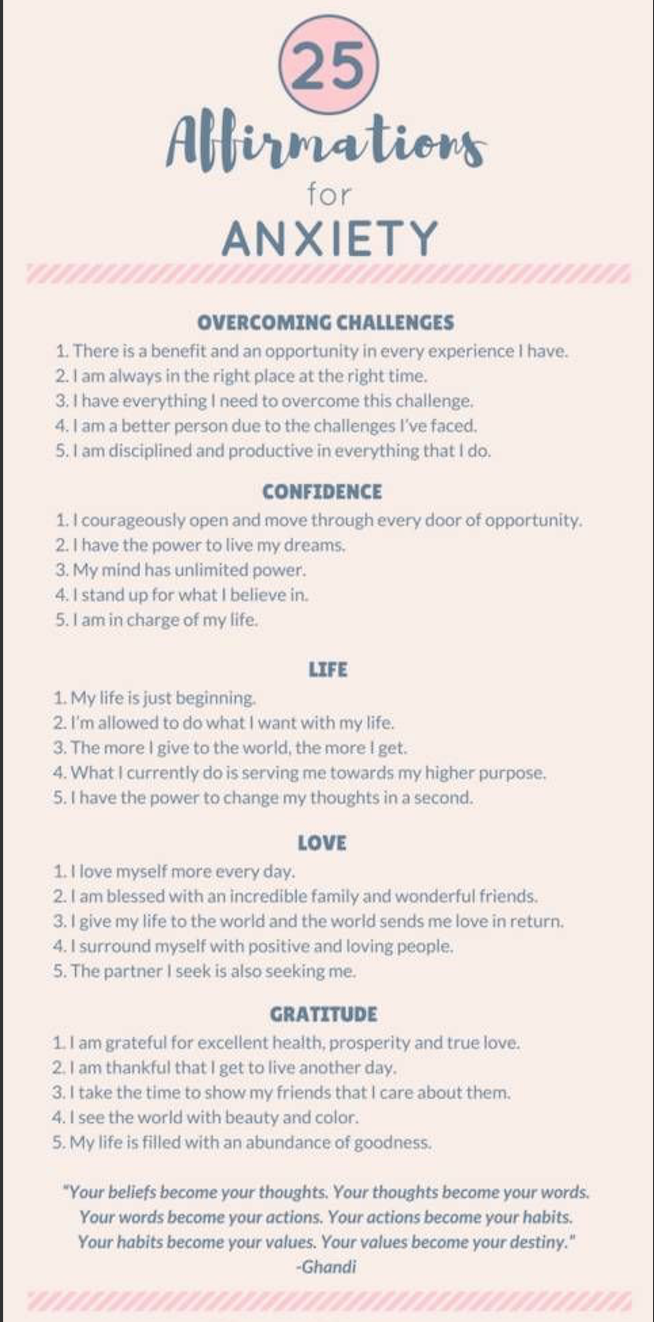 25
Affirmations
for
ANXIETY
OVERCOMING CHALLENGES
1. There is a benefit and an opportunity in every experience I have.
2. I am always in the right place at the right time.
3. I have everything I need to overcome this challenge.
4. I am a better person due to the challenges I've faced.
5. I am disciplined and productive in everything that I do.
CONFIDENCE
1. I courageously open and move through every door of opportunity.
2. I have the power to live my dreams.
3. My mind has unlimited power.
4. I stand up for what I believe in.
5. I am in charge of my life.
LIFE
1. My life is just beginning.
2. I'm allowed to do what I want with my life.
3. The more I give to the world, the more I get.
4. What I currently do is serving me towards my higher purpose.
5. I have the power to change my thoughts in a second.
LOVE
1. I love myself more every day.
2. I am blessed with an incredible family and wonderful friends.
3. I give my life to the world and the world sends me love in return.
4. I surround myself with positive and loving people.
5. The partner I seek is also seeking me.
GRATITUDE
1. I am grateful for excellent health, prosperity and true love.
2. I am thankful that I get to live another day.
3. I take the time to show my friends that I care about them.
4. I see the world with beauty and color.
5. My life is filled with an abundance of goodness.
"Your beliefs become your thoughts. Your thoughts become your words.
Your words become your actions. Your actions become your habits.
Your habits become your values. Your values become your destiny."
-Ghandi